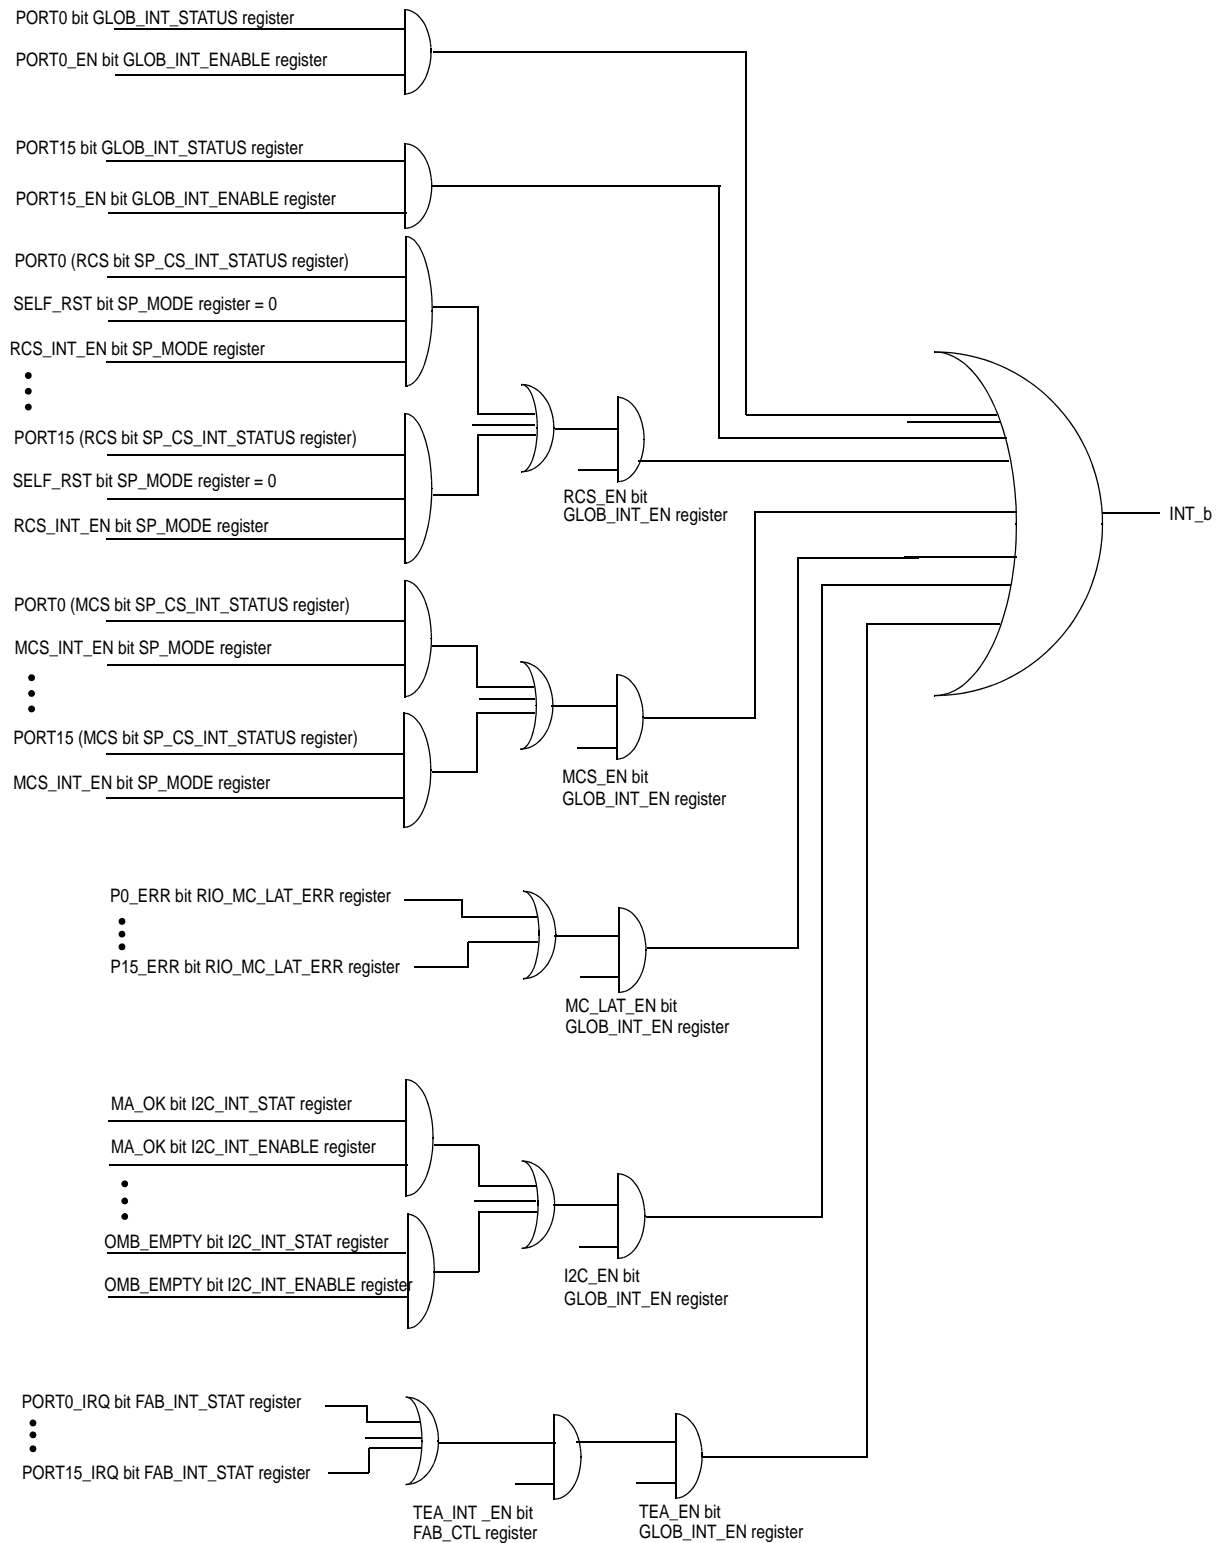 PORT0 bit GLOB_INT_STATUS register
PORT0_EN bit GLOB_INT_ENABLE register
PORT15 bit GLOB_INT_STATUS register
PORT15_EN bit GLOB_INT_ENABLE register
PORT0 (RCS bit SP_CS_INT_STATUS register)
SELF_RST bit SP_MODE register = 0
RCS_INT_EN bit SP_MODE register
PORT15 (RCS bit SP_CS_INT_STATUS register)
SELF_RST bit SP_MODE register = 0
RCS_INT_EN bit SP_MODE register
RCS_EN bit
GLOB_INT_EN register
INT_b
PORT0 (MCS bit SP_CS_INT_STATUS register)
MCS_INT_EN bit SP_MODE register
PORT15 (MCS bit SP_CS_INT_STATUS register)
MCS_INT_EN bit SP_MODE register
MCS_EN bit
GLOB_INT_EN register
P0_ERR bit RIO_MC_LAT_ERR register
P15_ERR bit RIO_MC_LAT_ERR register
MC_LAT_EN bit
GLOB_INT_EN register
MA_OK bit I2C_INT_STAT register
MA_OK bit I2C_INT_ENABLE register
OMB_EMPTY bit I2C_INT_STAT register
OMB_EMPTY bit I2C_INT_ENABLE register
I2C_EN bit
GLOB_INT_EN register
PORT0_IRQ bit FAB_INT_STAT register
PORT15_IRQ bit FAB_INT_STAT register
TEA_INT _EN bit
FAB_CTL register
TEA_EN bit
GLOB_INT_EN register